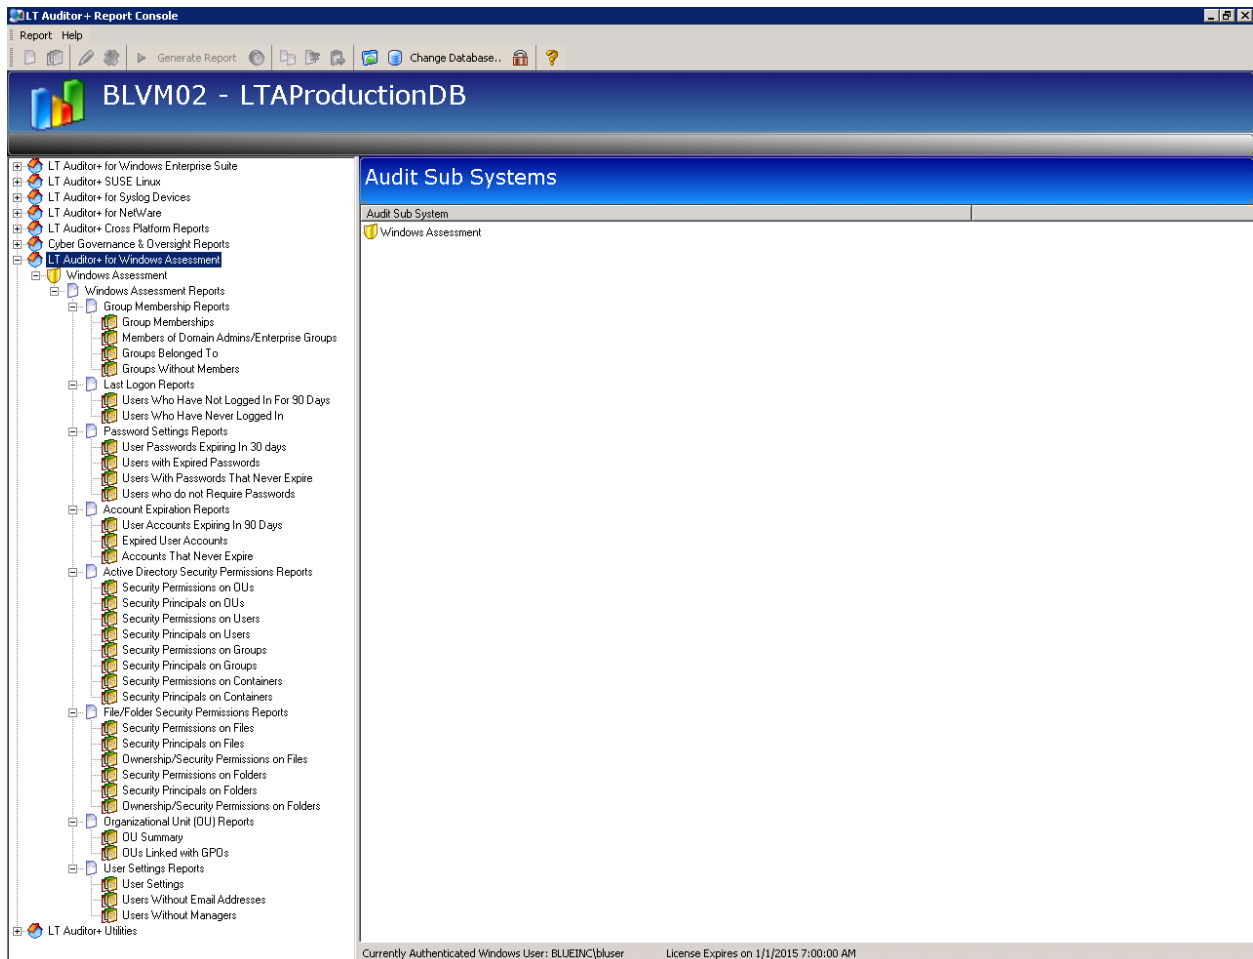 LT Auditor+ Report Console
Report Help
Generate Report Change Database..
BLVM02 - LTAProductionDB
LT Auditor+ for Windows Enterprise Suite
LT Auditor+ SUSE Linux
LT Auditor+ for Syslog Devices
LT Auditor+ for NetWare
LT Auditor+ Cross Platform Reports
Cyber Governance & Oversight Reports
LT Auditor+ for Windows Assessment
Windows Assessment
Windows Assessment Reports
Group Membership Reports
Group Memberships
Members of Domain Admins/Enterprise Groups
Groups Belonged To
Groups Without Members
Last Logon Reports
Users Who Have Not Logged In For 90 Days
Users Who Have Never Logged In
Password Settings Reports
User Passwords Expiring In 30 days
Users with Expired Passwords
Users With Passwords That Never Expire
Users who do not Require Passwords
Account Expiration Reports
User Accounts Expiring In 90 Days
Expired User Accounts
Accounts That Never Expire
Active Directory Security Permissions Reports
Security Permissions on OUs
Security Principals on OUs
Security Permissions on Users
Security Principals on Users
Security Permissions on Groups
Security Principals on Groups
Security Permissions on Containers
Security Principals on Containers
File/Folder Security Permissions Reports
Security Permissions on Files
Security Principals on Files
Ownership/Security Permissions on Files
Security Permissions on Folders
Security Principals on Folders
Ownership/Security Permissions on Folders
Organizational Unit (OU) Reports
OU Summary
OUs Linked with GPOs
User Settings Reports
User Settings
Users Without Email Addresses
Users Without Managers
LT Auditor+ Utilities
Audit Sub Systems
Audit Sub System
Windows Assessment
Currently Authenticated Windows User: BLUEINC\bluser License Expires on 1/1/2015 7:00:00 AM